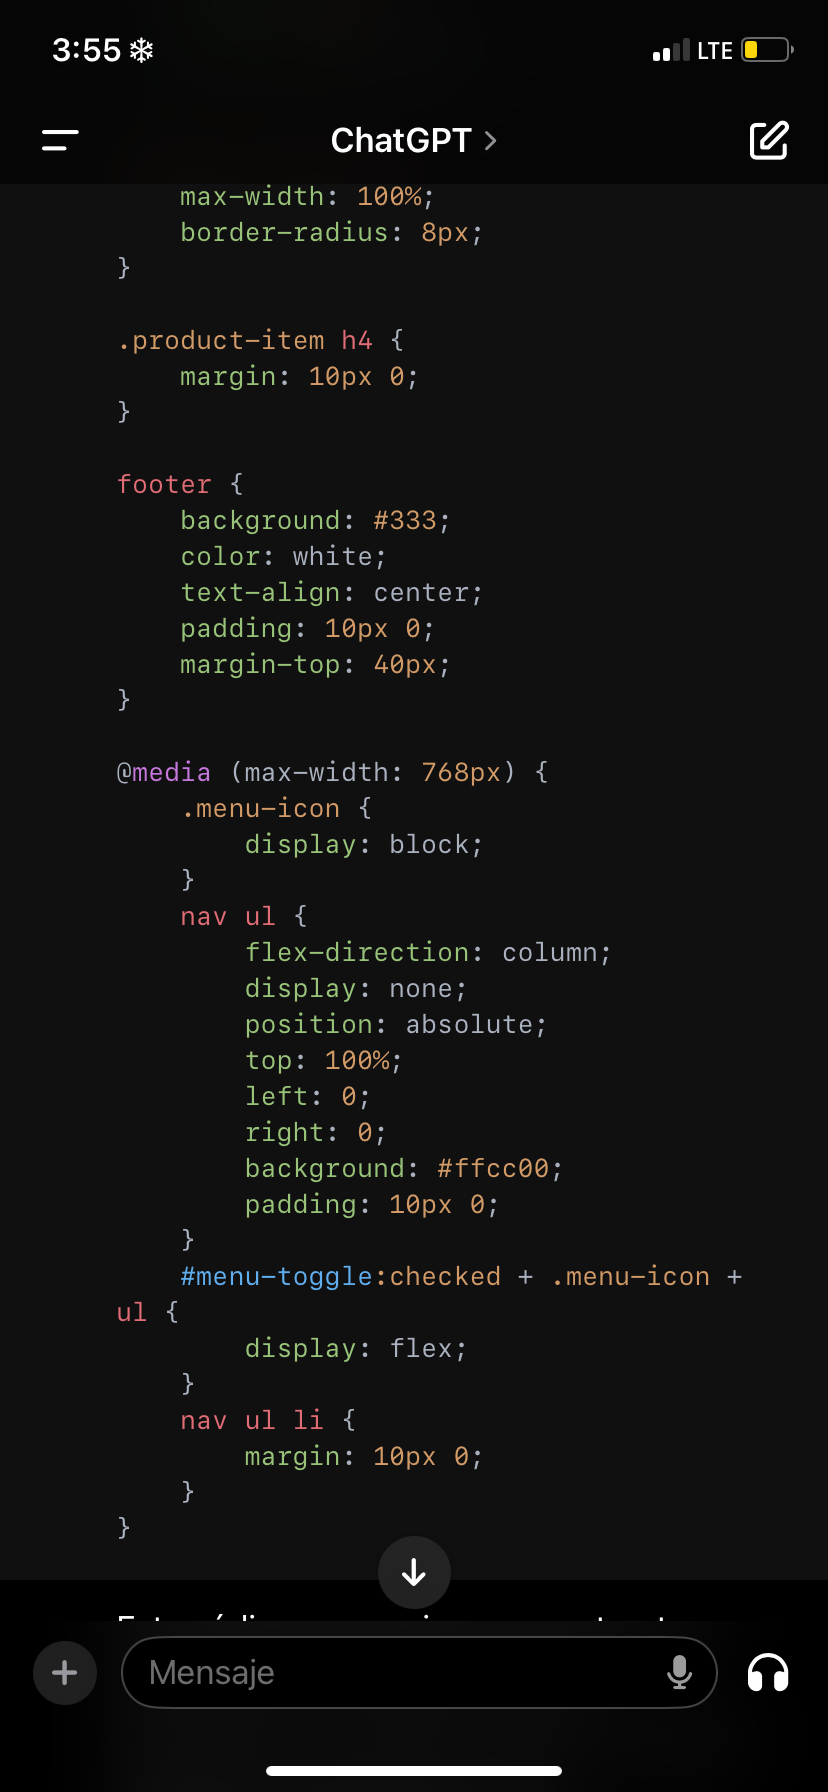 3:55
LTE
ChatGPT
max-width: 100%;
border-radius: 8px;
}
.product-item h4 {
margin: 10px 0;
}
footer {
background: #333;
color: white;
text-align: center;
padding: 10px 0;
margin-top: 40px;
}
@media (max-width: 768px) {
.menu-icon {
display: block;
}
nav ul {
flex-direction: column;
display: none;
position: absolute;
top: 100%;
left: 0;
right: 0;
background: #ffcc00;
padding: 10px 0;
}
#menu-toggle:checked + .menu-icon +
ul {
display: flex;
}
nav ul li {
margin: 10px 0;
}
}
Mensaje